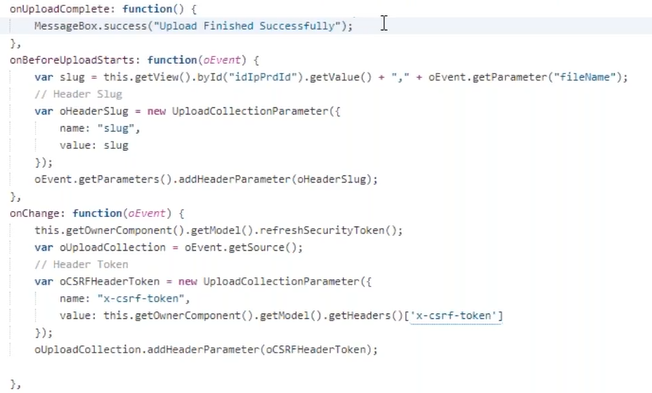 onUploadComplete: function() {
MessageBox.success("Upload Finished Successfully");
},
onBeforeUploadStarts: function(oEvent) {
var slug = this.getView().byId("idIpPrdId").getValue() + "," + oEvent.getParameter("fileName");
// Header Slug
var oHeaderSlug = new UploadCollectionParameter({
name: "slug",
value: slug
});
oEvent.getParameters().addHeaderParameter(oHeaderSlug);
},
onChange: function(oEvent) {
this.getOwnerComponent().getModel().refreshSecurityToken();
var oUploadCollection = oEvent.getSource();
// Header Token
var oCSRFHeaderToken = new UploadCollectionParameter({
name: "x-csrf-token",
value: this.getOwnerComponent().getModel().getHeaders()['x-csrf-token']
});
oUploadCollection.addHeaderParameter(oCSRFHeaderToken);
},